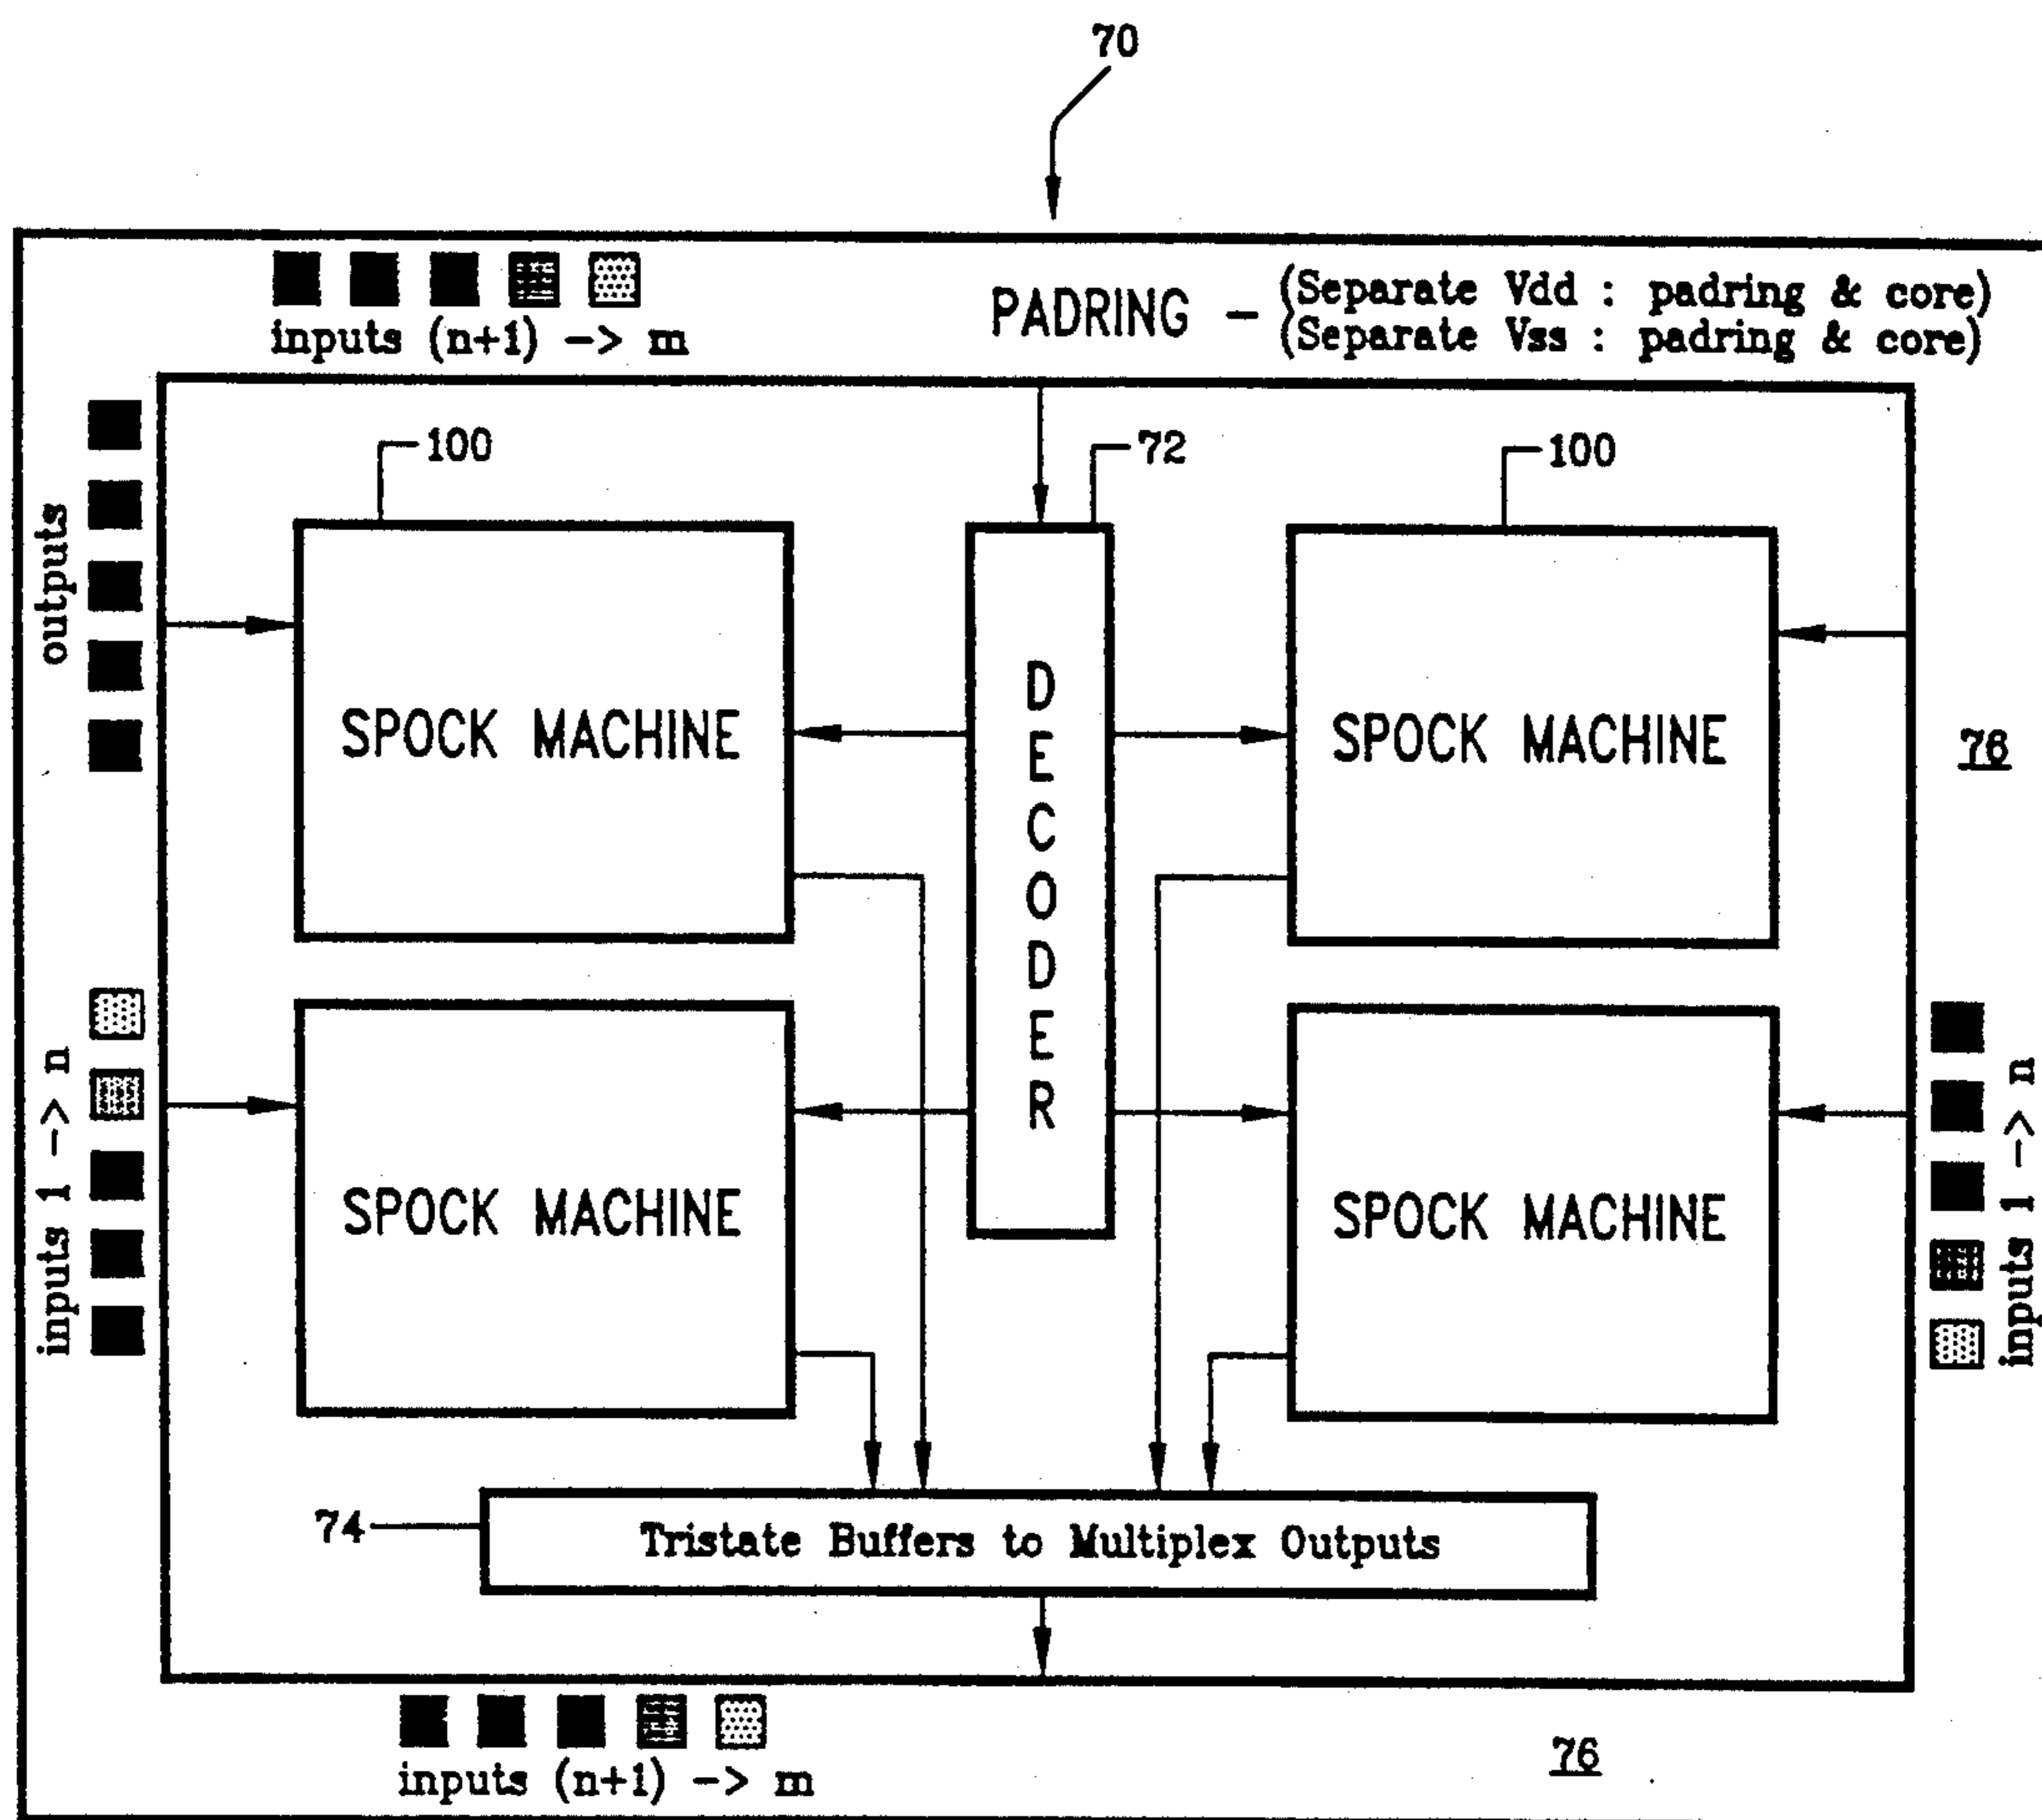 70
PADRING - (Separate Vdd : padring & core)
(Separate Vss : padring & core)
inputs (n+1) -> m
outputs
100
72
100
SPOCK MACHINE
DECODER
SPOCK MACHINE
76
inputs 1 -> n
SPOCK MACHINE
SPOCK MACHINE
inputs 1 -> n
74
Tristate Buffers to Multiplex Outputs
inputs (n+1) -> m
76